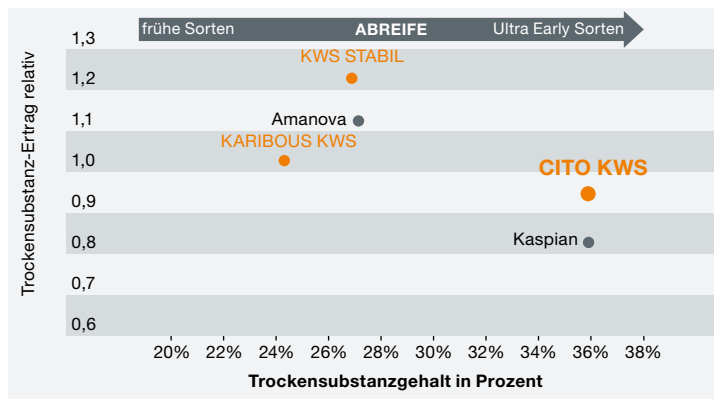 frühe Sorten ABREIFE Ultra Early Sorten
1,3
KWS STABIL
1,2
Amanova
1,1
KARIBOUS KWS
1,0
CITO KWS
0,9
Kaspian
0,8
0,7
0,6
Trockensubstanz-Ertrag relativ
20% 22% 24% 26% 28% 30% 32% 34% 36% 38%
Trockensubstanzgehalt in Prozent